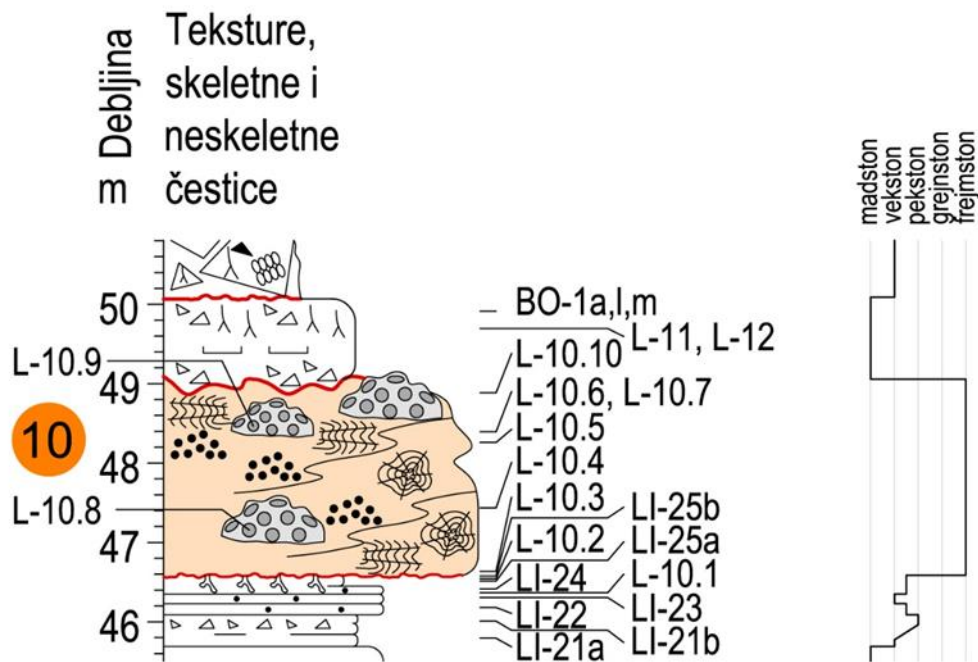 m Debljina
Teksture,
skeletne i
neskeletne
čestice
madston
vekston
pekston
grejnston
frejmston
50
49
48
47
46
10
L-10.9
L-10.8
BO-1a,l,m
L-11, L-12
L-10.10
L-10.6, L-10.7
L-10.5
L-10.4
L-10.3
LI-25b
L-10.2
LI-25a
LI-24
L-10.1
LI-23
LI-22
LI-21b
LI-21a